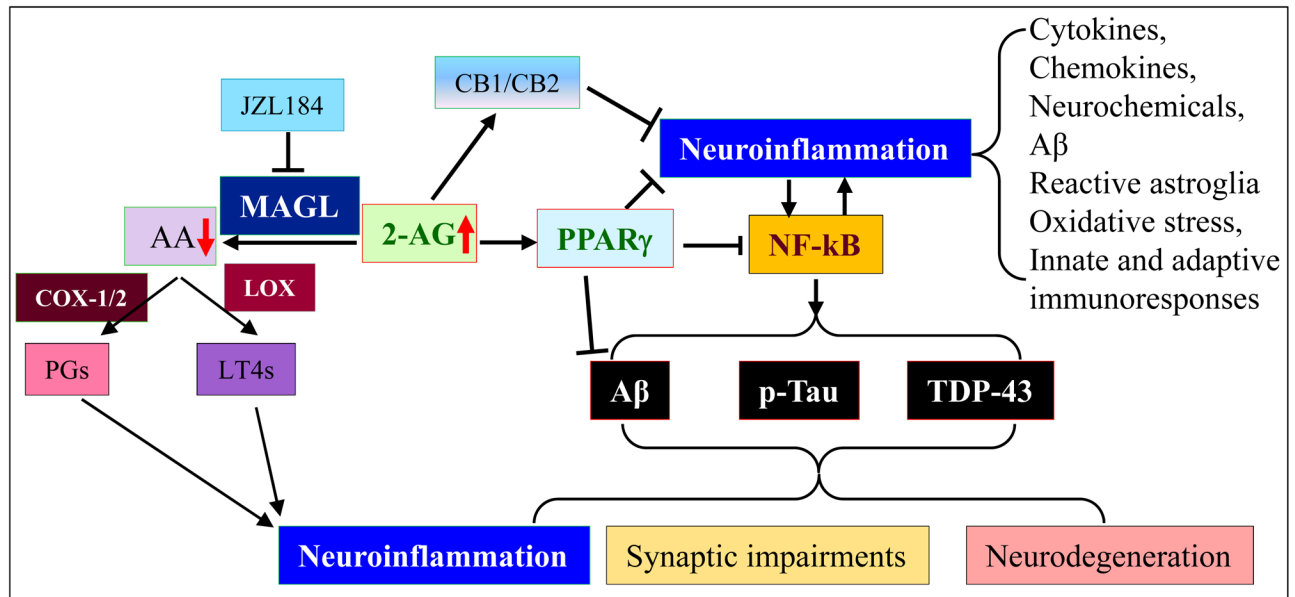 Cytokines,
Chemokines,
Neurochemicals,
Aβ
Reactive astroglia
Oxidative stress,
Innate and adaptive
immunoresponses
CB1/CB2
JZL184
Neuroinflammation
MAGL
AA
2-AG
PPARγ
NF-kB
COX-1/2
LOX
PGs
LT4s
Aβ
p-Tau
TDP-43
Neuroinflammation
Synaptic impairments
Neurodegeneration